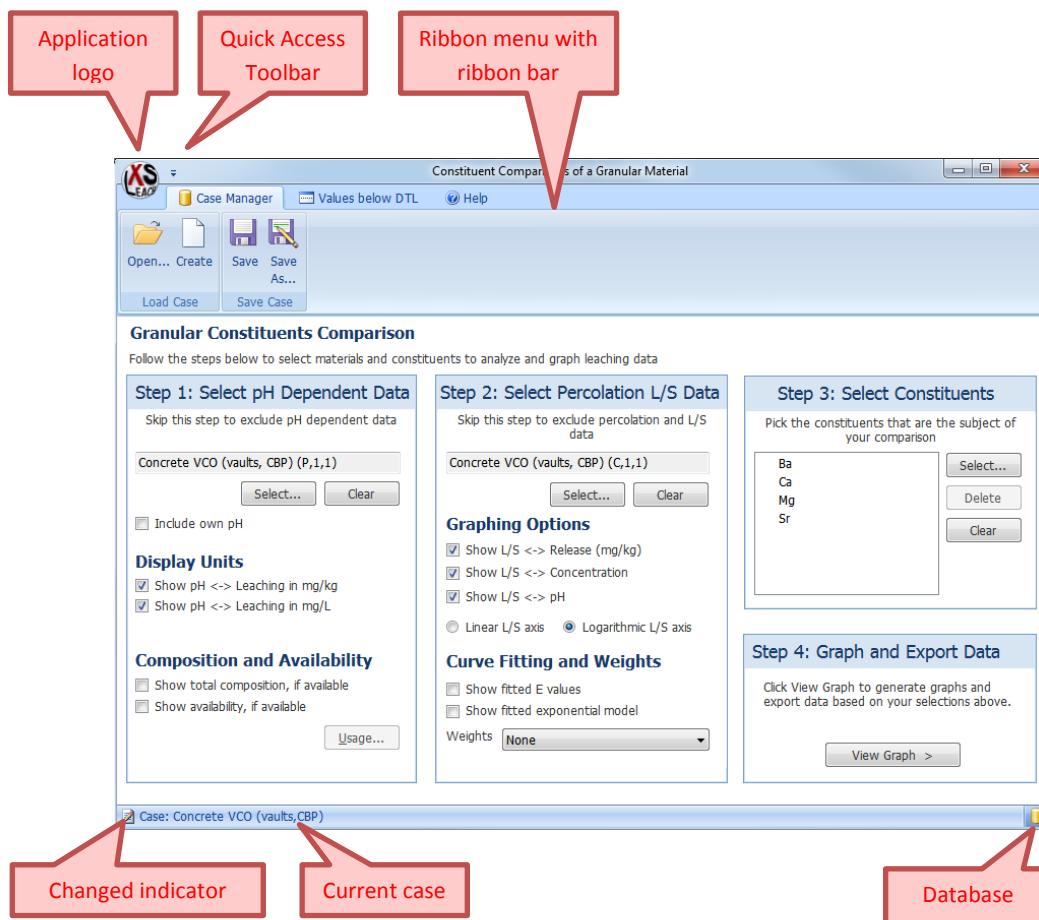 Application
logo
Quick Access
Toolbar
Ribbon menu with
ribbon bar
XS
LEACH
Case Manager
Values below DTL
Help
Open... Create
Save Save
As...
Load Case
Save Case
Granular Constituents Comparison
Follow the steps below to select materials and constituents to analyze and graph leaching data
Step 1: Select pH Dependent Data
Skip this step to exclude pH dependent data
Concrete VCO (vaults, CBP) (P,1,1)
Select... Clear
Include own pH
Display Units
Show pH <-> Leaching in mg/kg
Show pH <-> Leaching in mg/L
Composition and Availability
Show total composition, if available
Show availability, if available
Usage...
Step 2: Select Percolation L/S Data
Skip this step to exclude percolation and L/S
data
Concrete VCO (vaults, CBP) (C,1,1)
Select... Clear
Graphing Options
Show L/S <-> Release (mg/kg)
Show L/S <-> Concentration
Show L/S <-> pH
Linear L/S axis Logarithmic L/S axis
Curve Fitting and Weights
Show fitted E values
Show fitted exponential model
Weights None
Step 3: Select Constituents
Pick the constituents that are the subject of
your comparison
Ba
Ca
Mg
Sr
Select...
Delete
Clear
Step 4: Graph and Export Data
Click View Graph to generate graphs and
export data based on your selections above.
View Graph >
Case: Concrete VCO (vaults,CBP)
Changed indicator
Current case
Database